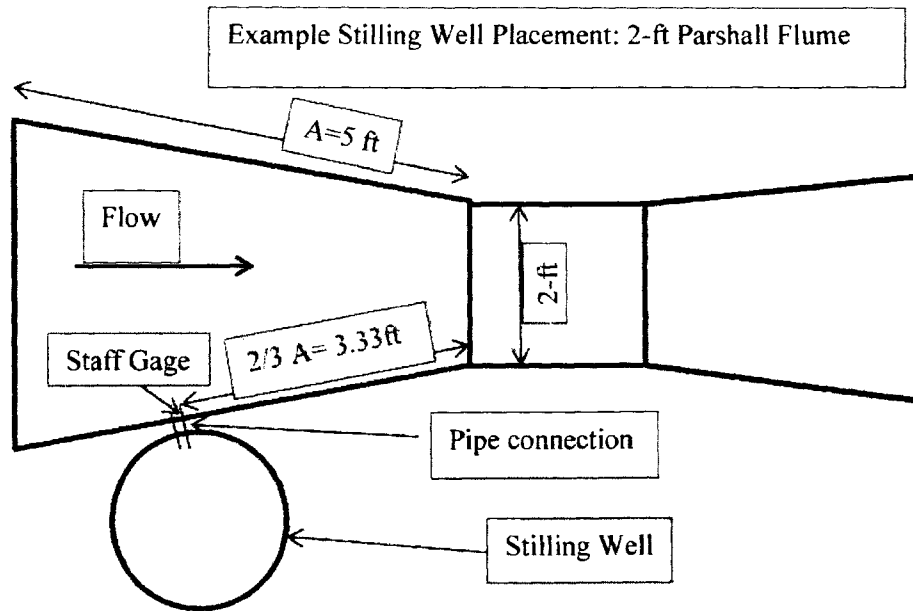 Example Stilling Well Placement: 2-ft Parshall Flume
A=5 ft
Flow
2-ft
2/3 A= 3.33ft
Staff Gage
Pipe connection
Stilling Well